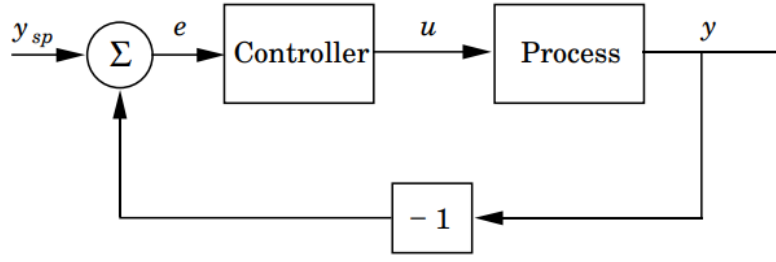 y_sp
Σ
e
Controller
u
Process
y
− 1